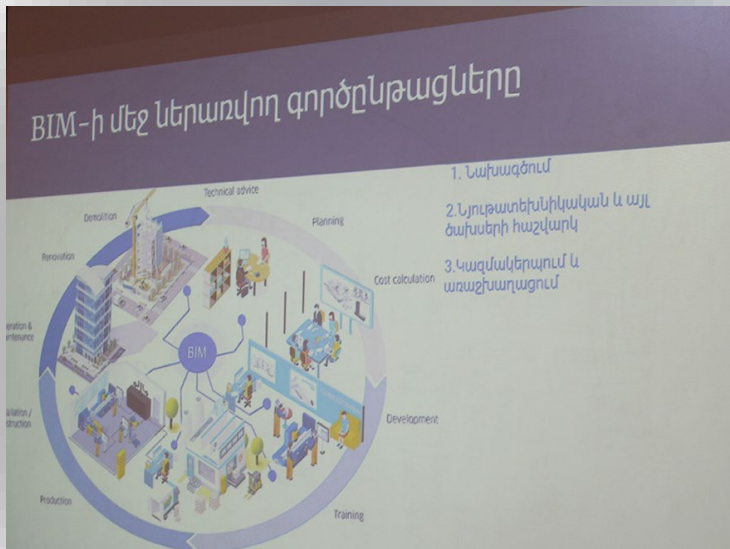 BIM-ի մեջ ներառվող գործընթացները
1. Նախագծում
2.Նյութատեխնիկական և այլ
ծախսերի հաշվարկ
3.Կազմակերպում և
առաջխաղացում
Technical advice
Planning
Cost calculation
Development
Training
Production
Renovation
Demolition
BIM